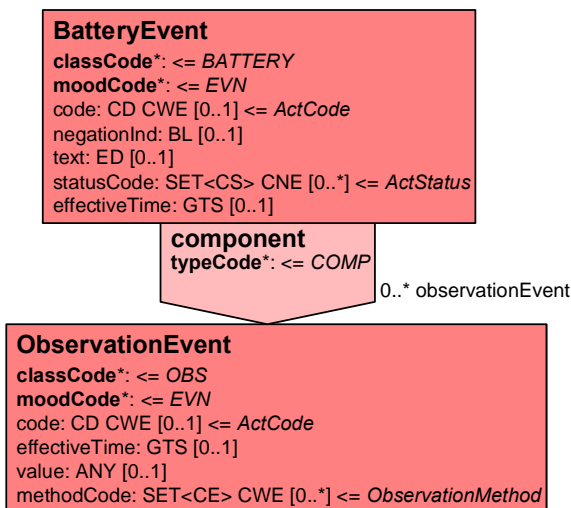 BatteryEvent
classCode*: <= BATTERY
moodCode*: <= EVN
code: CD CWE [0..1] <= ActCode
negationInd: BL [0..1]
text: ED [0..1]
statusCode: SET<CS> CNE [0..*] <= ActStatus
effectiveTime: GTS [0..1]
component
typeCode*: <= COMP
0..* observationEvent
ObservationEvent
classCode*: <= OBS
moodCode*: <= EVN
code: CD CWE [0..1] <= ActCode
effectiveTime: GTS [0..1]
value: ANY [0..1]
methodCode: SET<CE> CWE [0..*] <= ObservationMethod